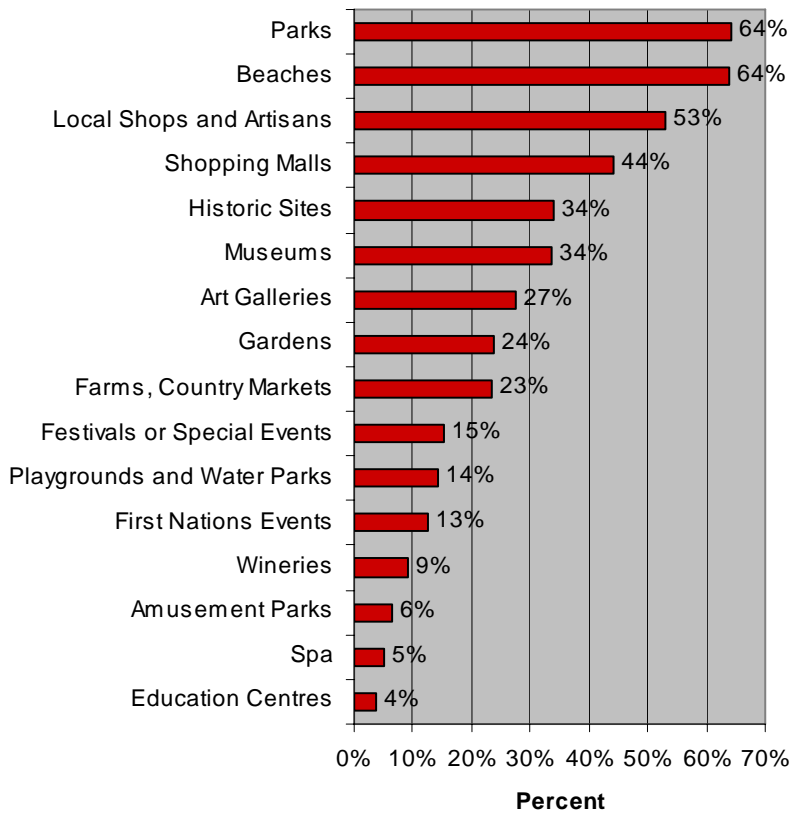 Parks 64%
Beaches 64%
Local Shops and Artisans 53%
Shopping Malls 44%
Historic Sites 34%
Museums 34%
Art Galleries 27%
Gardens 24%
Farms, Country Markets 23%
Festivals or Special Events 15%
Playgrounds and Water Parks 14%
First Nations Events 13%
Wineries 9%
Amusement Parks 6%
Spa 5%
Education Centres 4%
0% 10% 20% 30% 40% 50% 60% 70%
Percent